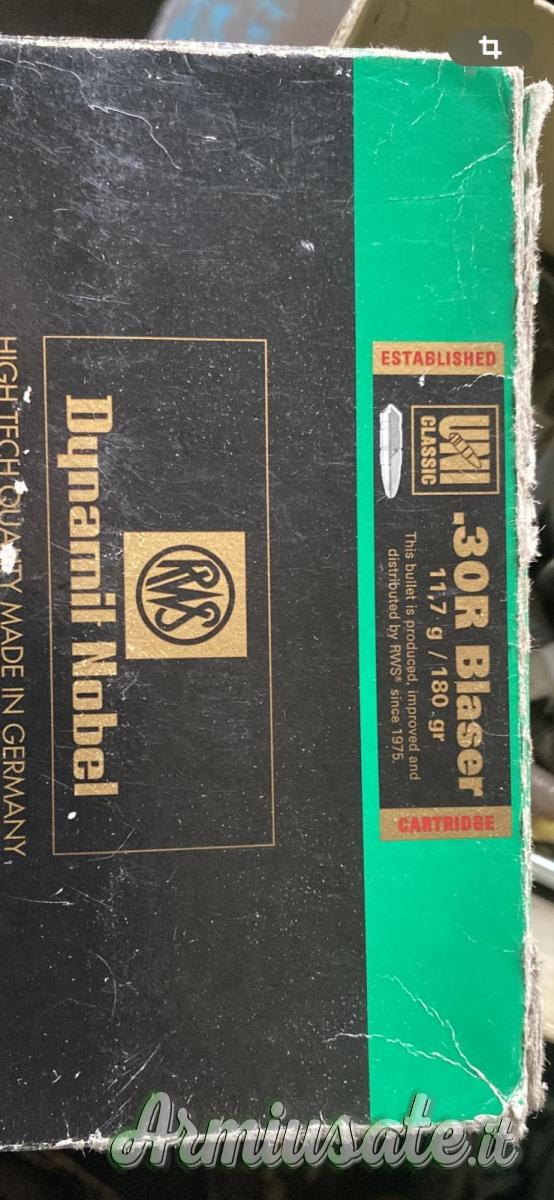 ESTABLISHED
UNI
CLASSIC
.30R Blaser
11,7 g / 180 gr
This bullet is produced, improved and
distributed by RWS® since 1975.
CARTRIDGE
RWS
Dynamit Nobel
HIGH TECH QUALITY MADE IN GERMANY
Armiusate.it